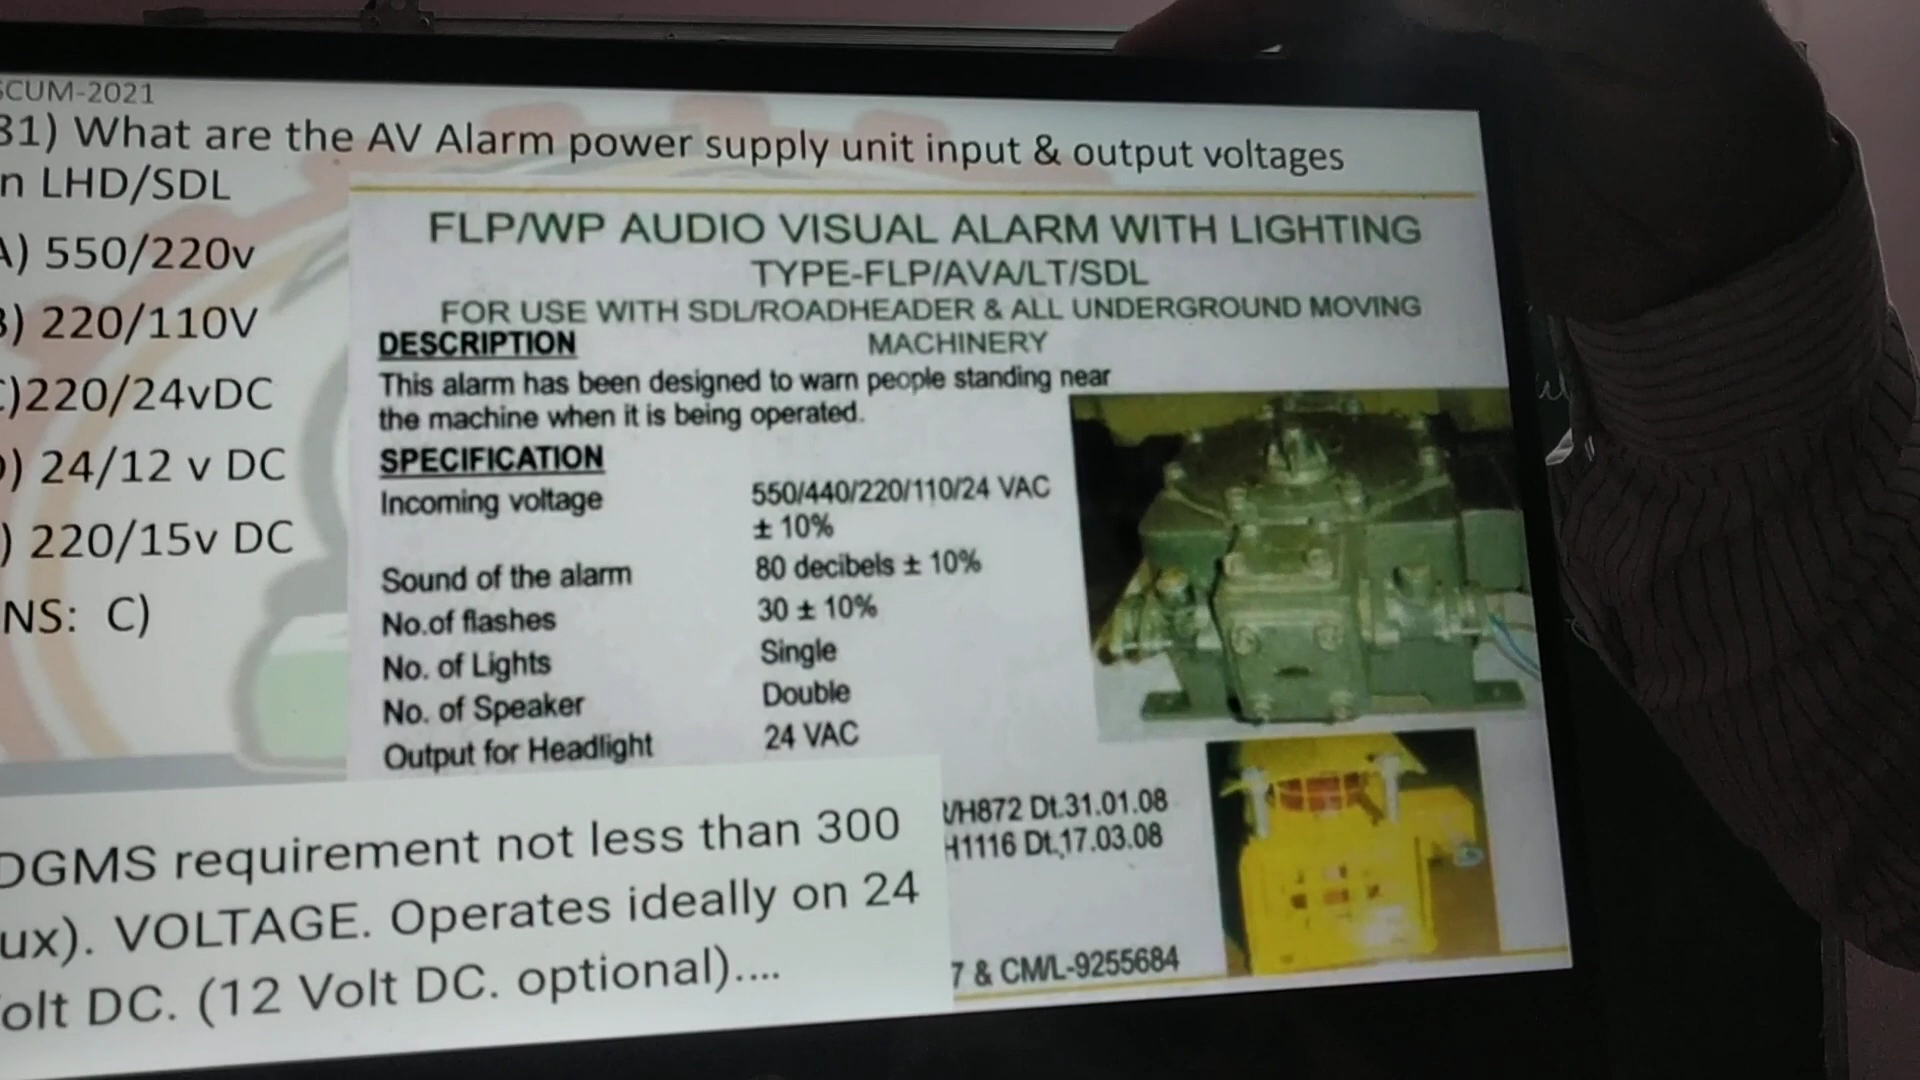 SCUM-2021
31) What are the AV Alarm power supply unit input & output voltages
n LHD/SDL
A) 550/220v
B) 220/110V
C)220/24vDC
D) 24/12 v DC
) 220/15v DC
NS: C)
FLP/WP AUDIO VISUAL ALARM WITH LIGHTING
TYPE-FLP/AVA/LT/SDL
FOR USE WITH SDL/ROADHEADER & ALL UNDERGROUND MOVING
MACHINERY
DESCRIPTION
This alarm has been designed to warn people standing near
the machine when it is being operated.
SPECIFICATION
Incoming voltage 550/440/220/110/24 VAC
± 10%
Sound of the alarm 80 decibels ± 10%
No.of flashes 30 ± 10%
No. of Lights Single
No. of Speaker Double
Output for Headlight 24 VAC
/H872 Dt.31.01.08
H1116 Dt.17.03.08
7 & CM/L-9255684
DGMS requirement not less than 300
ux). VOLTAGE. Operates ideally on 24
olt DC. (12 Volt DC. optional)....